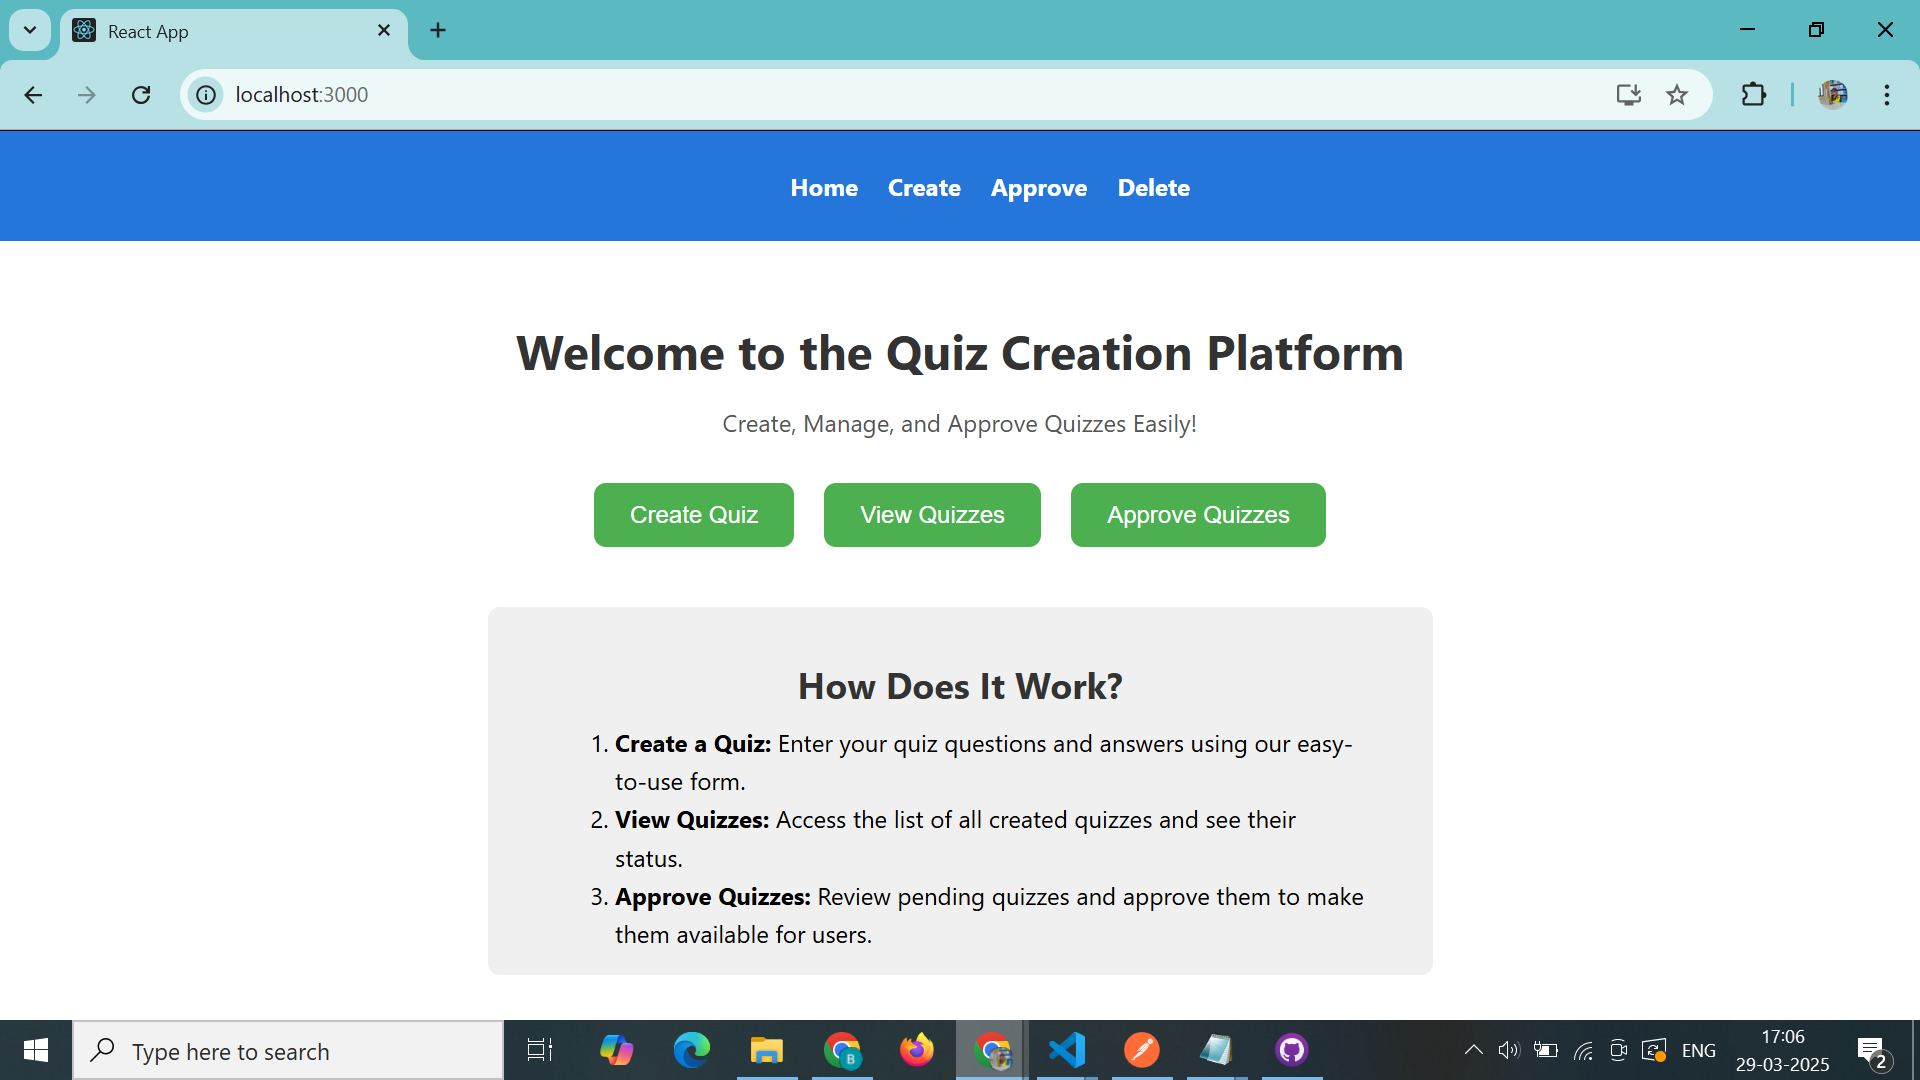 React App
localhost:3000
Home Create Approve Delete
Welcome to the Quiz Creation Platform
Create, Manage, and Approve Quizzes Easily!
Create Quiz View Quizzes Approve Quizzes
How Does It Work?
1. Create a Quiz: Enter your quiz questions and answers using our easy-
to-use form.
2. View Quizzes: Access the list of all created quizzes and see their
status.
3. Approve Quizzes: Review pending quizzes and approve them to make
them available for users.
Type here to search
B
ENG
17:06
29-03-2025
2